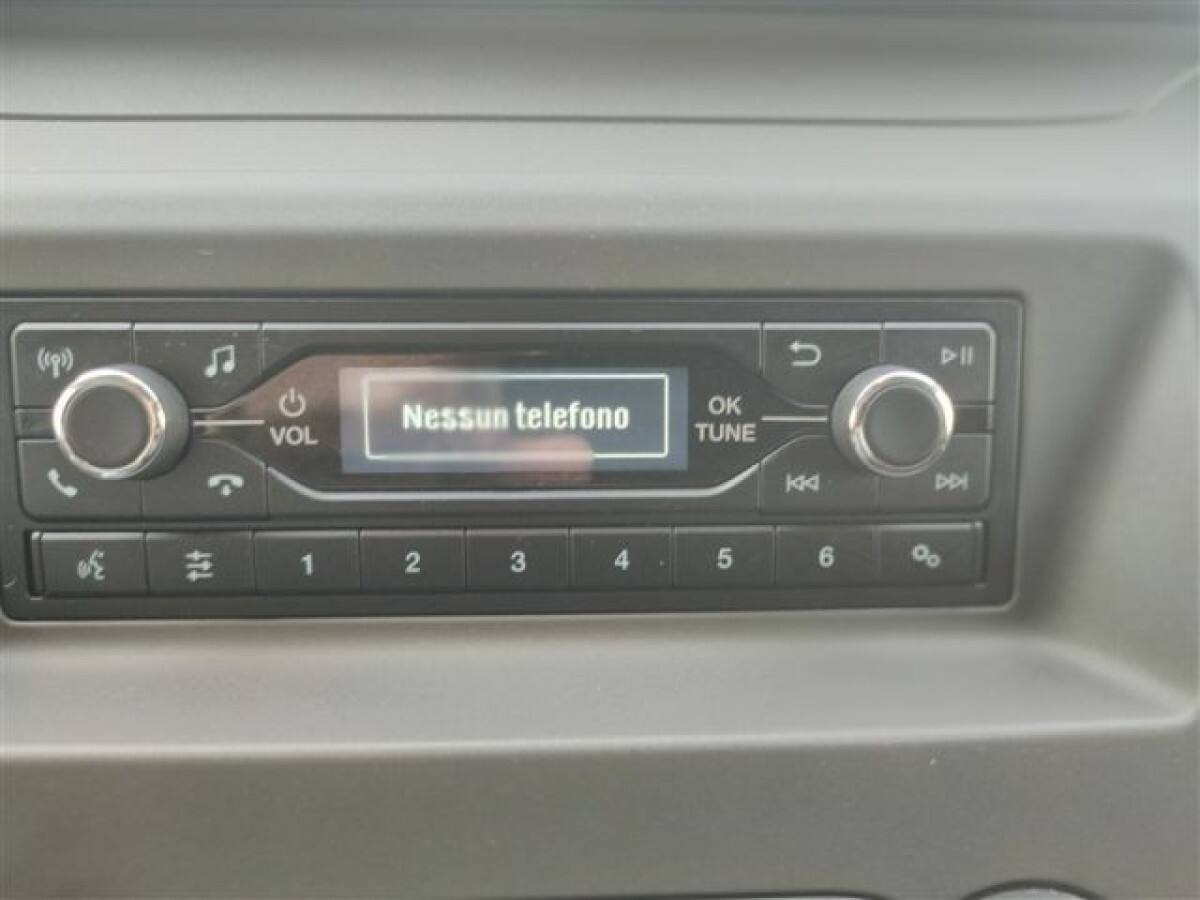 VOL
Nessun telefono
OK
TUNE
1 2 3 4 5 6